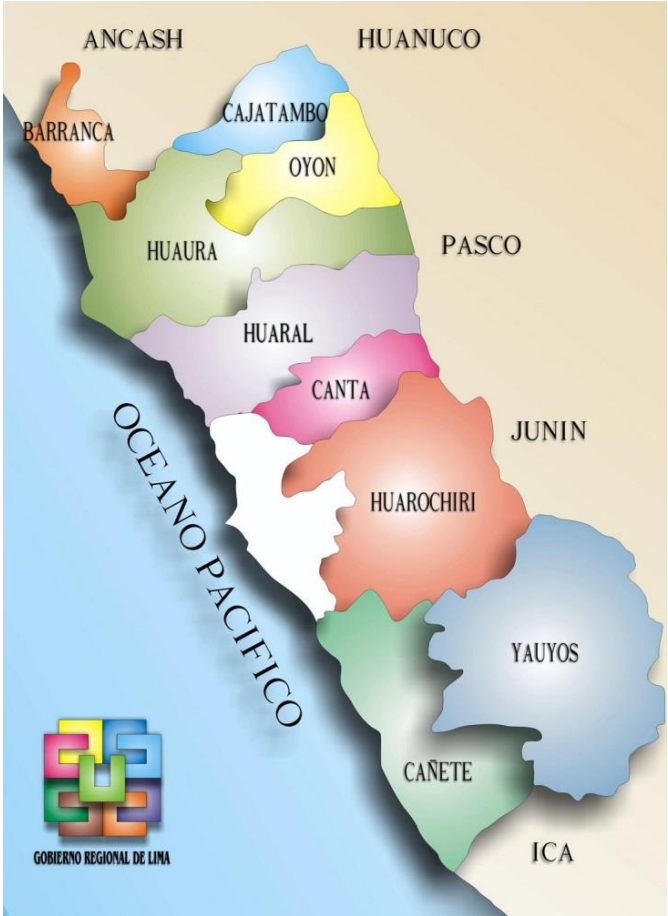 ANCASH
HUANUCO
CAJATAMBO
BARRANCA
OYON
HUAURA
PASCO
HUARAL
CANTA
JUNIN
OCEANO PACIFICO
HUAROCHIRI
YAUYOS
CAÑETE
GOBIERNO REGIONAL DE LIMA
ICA